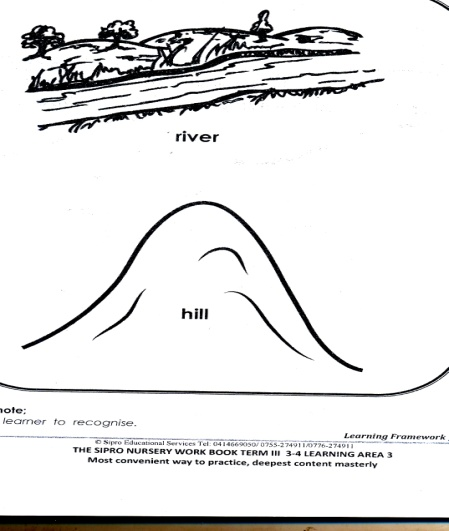 river
hill
note;
learner to recognise.
Learning Framework
© Sipro Educational Services Tel: 0414669050/ 0755-274911/0776-274911
THE SIPRO NURSERY WORK BOOK TERM III 3-4 LEARNING AREA 3
Most convenient way to practice, deepest content masterly